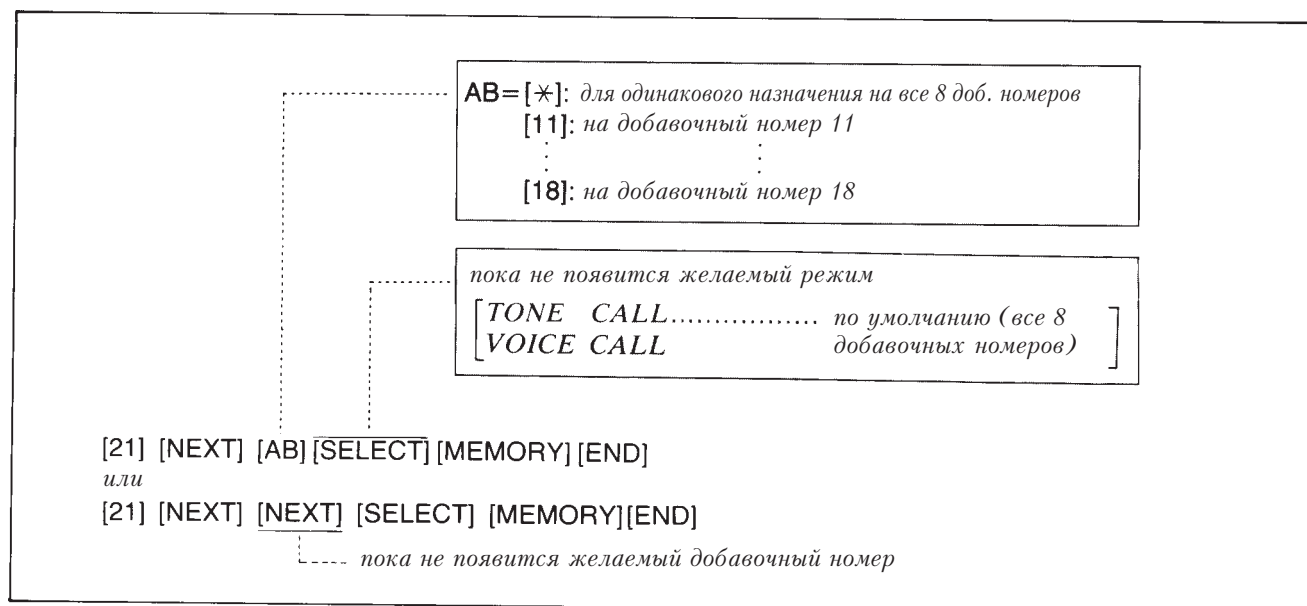 AB=[✳]: для одинакового назначения на все 8 доб. номеров
[11]: на добавочный номер 11
[18]: на добавочный номер 18
пока не появится желаемый режим
TONE CALL................. по умолчанию (все 8
VOICE CALL добавочных номеров)
[21] [NEXT] [AB] [SELECT] [MEMORY] [END]
или
[21] [NEXT] [NEXT] [SELECT] [MEMORY] [END]
пока не появится желаемый добавочный номер